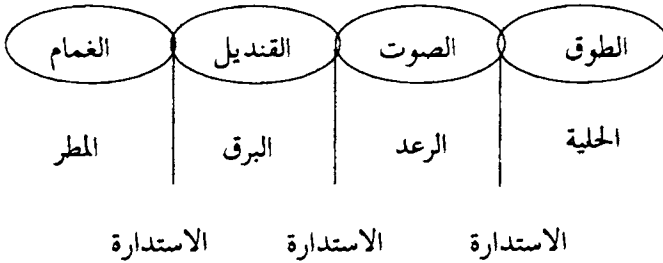 الطوق الصوت القنديل الغمام
الحلية الرعد البرق المطر
الاستدارة الاستدارة الاستدارة